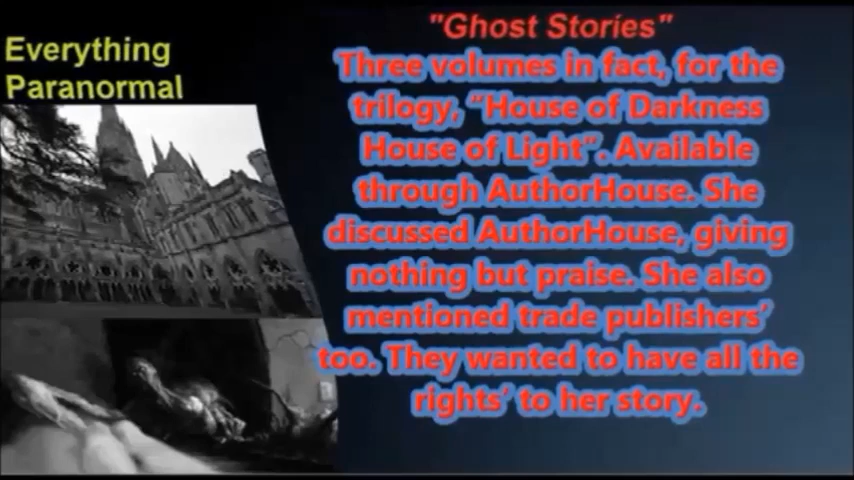 Everything
Paranormal
"Ghost Stories"
Three volumes in fact, for the
trilogy, "House of Darkness
House of Light". Available
through AuthorHouse. She
discussed AuthorHouse, giving
nothing but praise. She also
mentioned trade publishers’
too. They wanted to have all the
rights’ to her story.